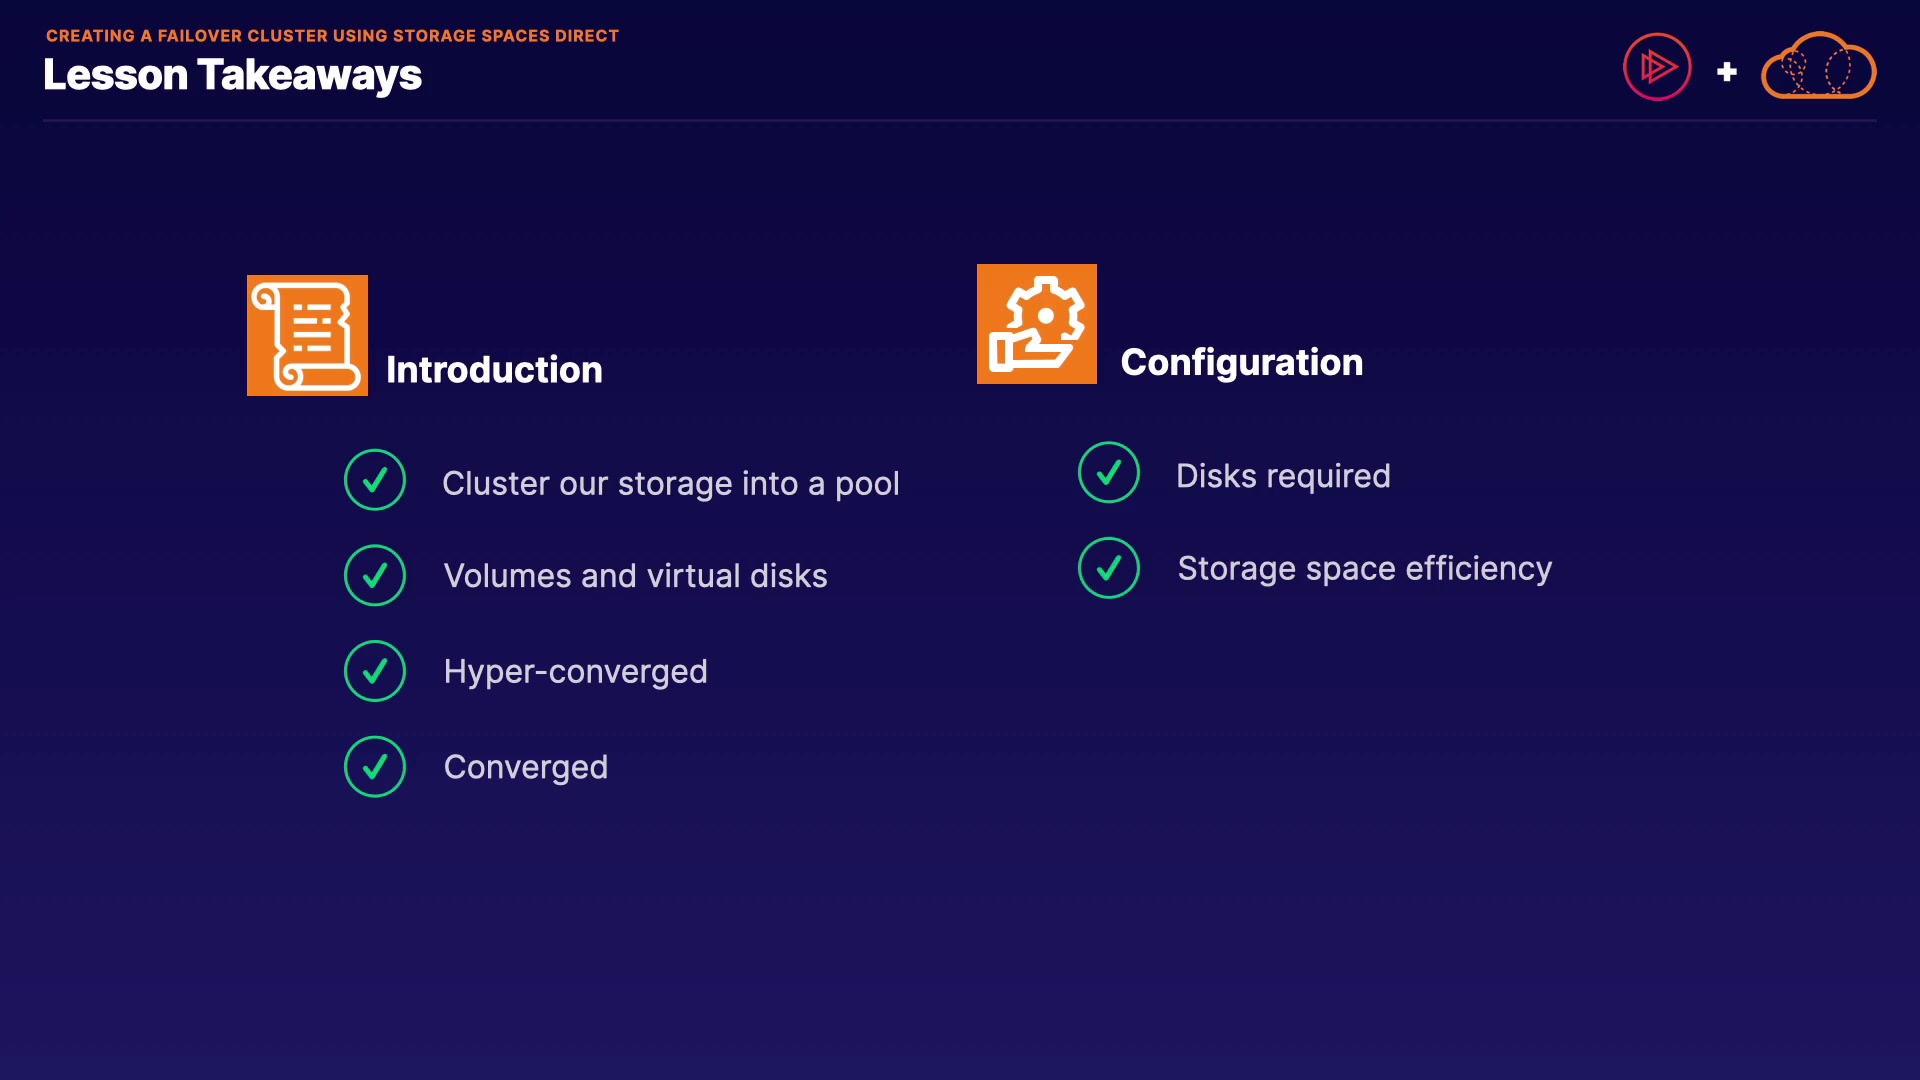 CREATING A FAILOVER CLUSTER USING STORAGE SPACES DIRECT
Lesson Takeaways
Introduction
Cluster our storage into a pool
Volumes and virtual disks
Hyper-converged
Converged
Configuration
Disks required
Storage space efficiency